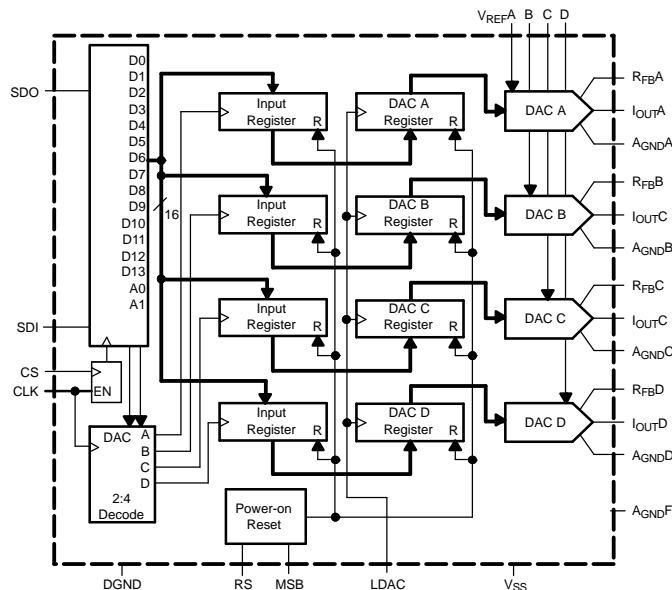 VREFA B C D
D0
D1
D2
D3
D4
D5
D6
D7
D8
D9
D10
D11
D12
D13
A0
A1
SDO
SDI
CS
CLK
EN
16
DAC
A
B
C
D
2:4
Decode
Input
Register
R
DAC A
Register
R
DAC A
RFBA
IOUTA
AGNDA
Input
Register
R
DAC B
Register
R
DAC B
RFBB
IOUTC
AGNDB
Input
Register
R
DAC C
Register
R
DAC C
RFBC
IOUTC
AGNDC
Input
Register
R
DAC D
Register
R
DAC D
RFBD
IOUTD
AGNDD
Power-on
Reset
AGNDF
DGND RS MSB LDAC VSS